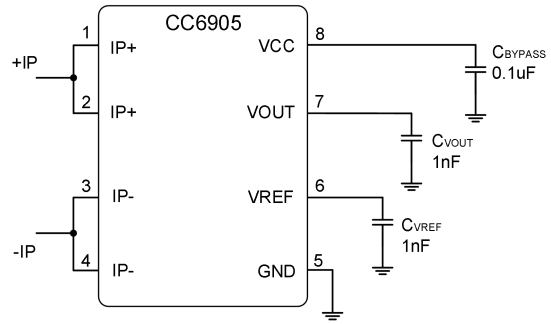 CC6905
1
IP+
VCC
8
CBYPASS
0.1uF
+IP
2
IP+
VOUT
7
CVOUT
1nF
3
IP-
VREF
6
CVREF
1nF
-IP
4
IP-
GND
5